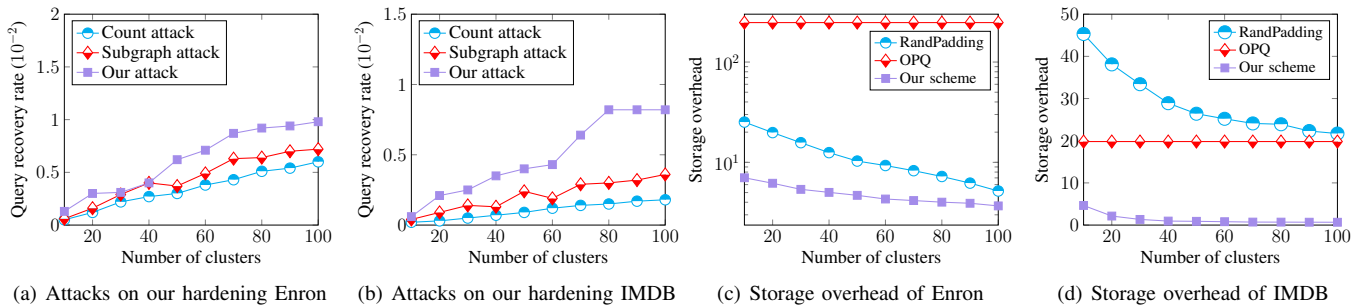 2
1.5
1
0.5
0
20
40
60
80
100
Query recovery rate (10^−2)
Number of clusters
Count attack
Subgraph attack
Our attack
(a) Attacks on our hardening Enron
1.5
1
0.5
0
20
40
60
80
100
Query recovery rate (10^−2)
Number of clusters
Count attack
Subgraph attack
Our attack
(b) Attacks on our hardening IMDB
10^2
10^1
20
40
60
80
100
Storage overhead
Number of clusters
RandPadding
OPQ
Our scheme
(c) Storage overhead of Enron
50
40
30
20
10
0
20
40
60
80
100
Storage overhead
Number of clusters
RandPadding
OPQ
Our scheme
(d) Storage overhead of IMDB